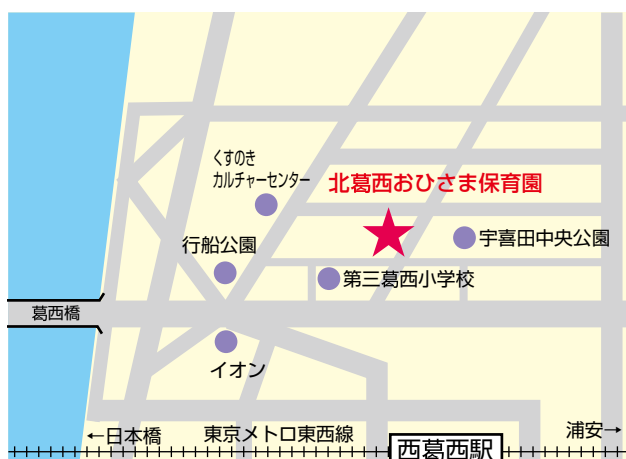 くすのき
カルチャーセンター
北葛西おひさま保育園
行船公園
宇喜田中央公園
第三葛西小学校
葛西橋
イオン
←日本橋
東京メトロ東西線
浦安→
西葛西駅